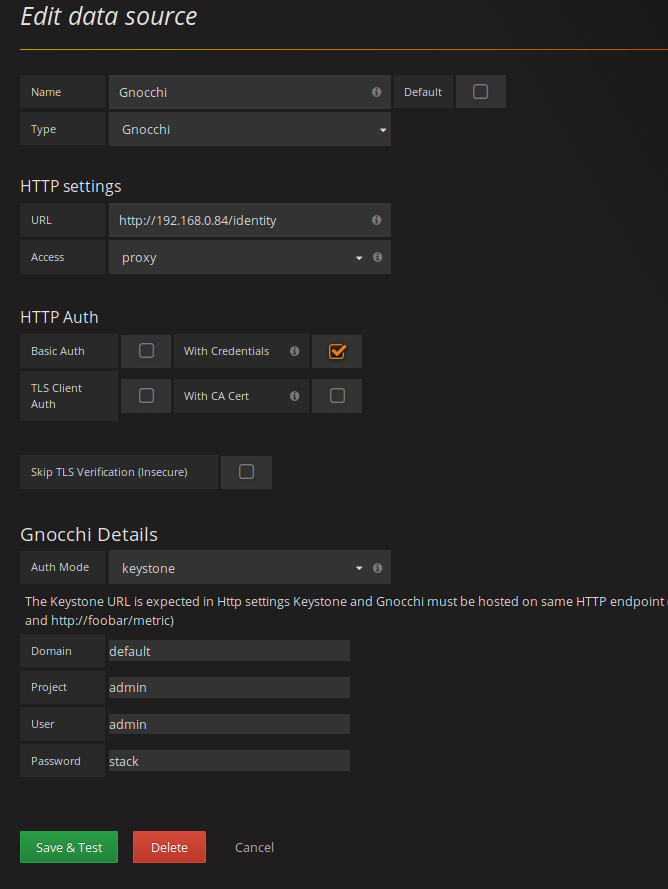 Edit data source
Name Gnocchi Default
Type Gnocchi
HTTP settings
URL http://192.168.0.84/identity
Access proxy
HTTP Auth
Basic Auth With Credentials
TLS Client Auth With CA Cert
Skip TLS Verification (Insecure)
Gnocchi Details
Auth Mode keystone
The Keystone URL is expected in Http settings Keystone and Gnocchi must be hosted on same HTTP endpoint (
and http://foobar/metric)
Domain default
Project admin
User admin
Password stack
Save & Test Delete Cancel